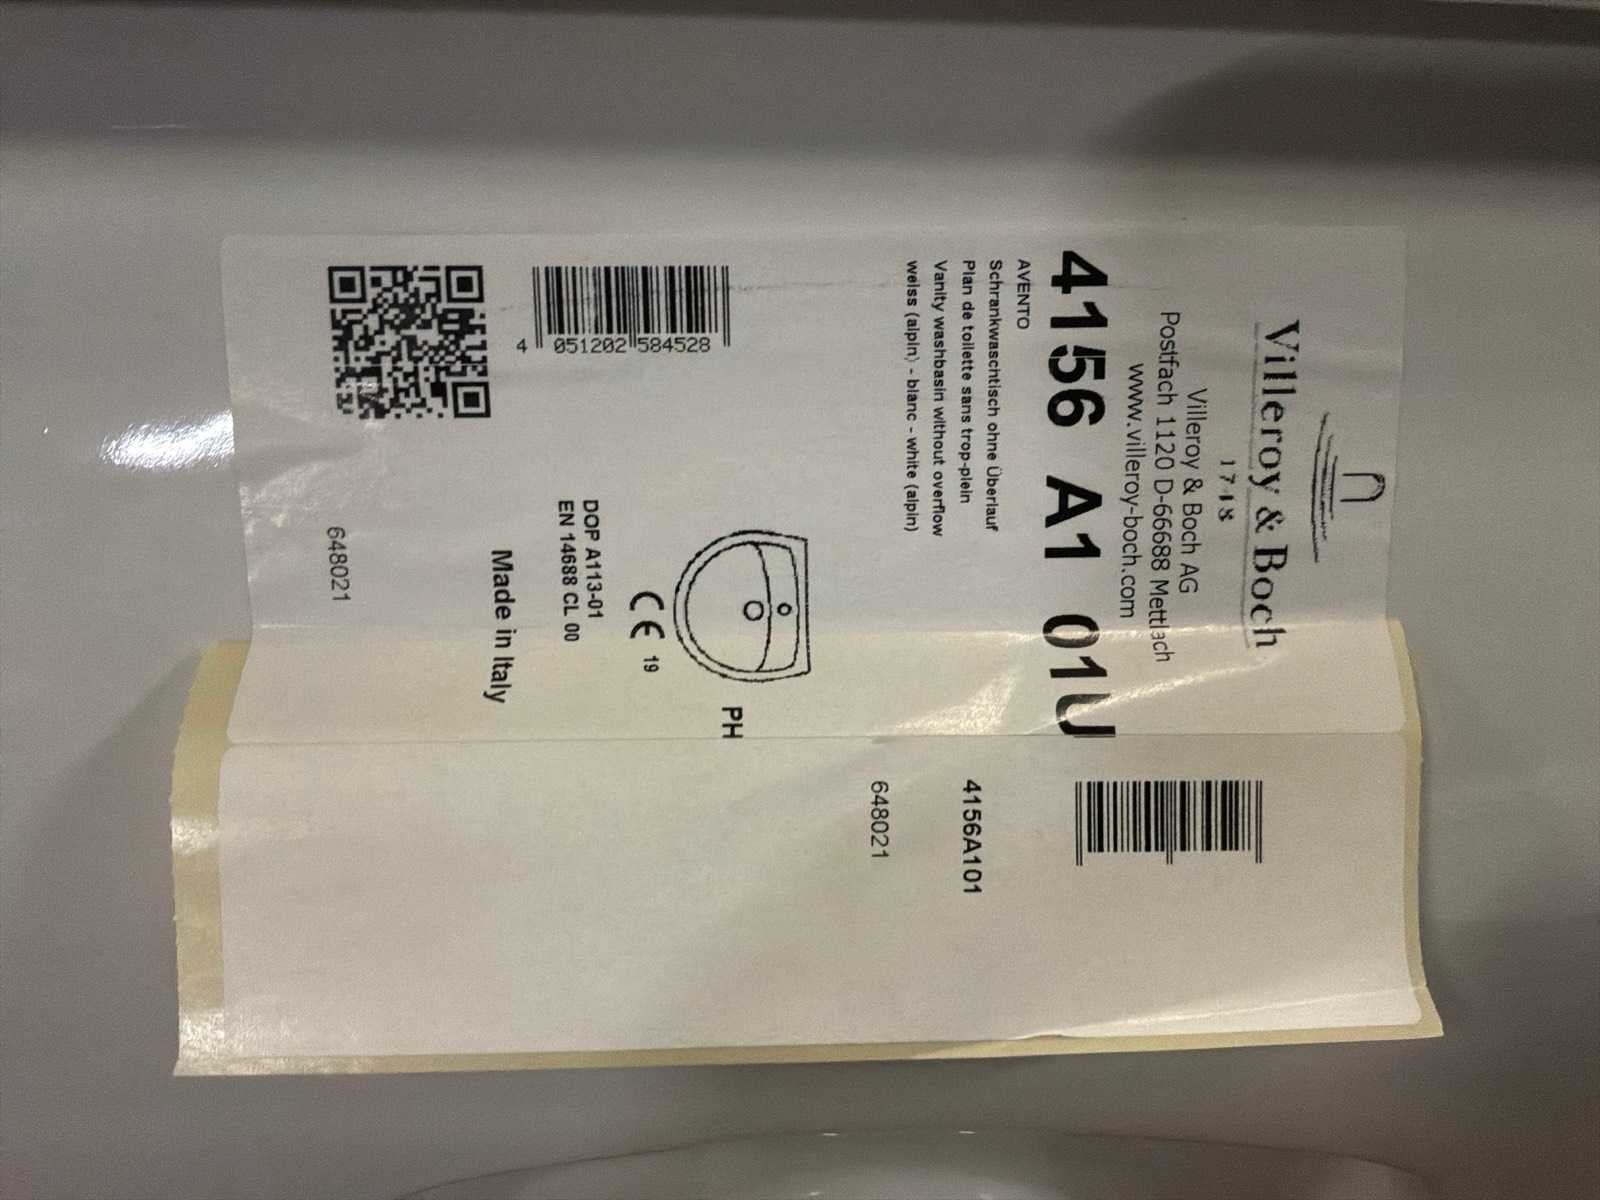 Villeroy & Boch
1748
Villeroy & Boch AG
Postfach 1120 D-66688 Mettlach
www.villeroy-boch.com
4156 A1 01U
AVENTO
Schrankwaschtisch ohne Überlauf
Plan de toilette sans trop-plein
Vanity washbasin without overflow
weiss (alpin) - blanc - white (alpin)
PH
CE 19
4 051202 584528
DOP A113-01
EN 14688 CL 00
Made in Italy
648021
4156A101
648021